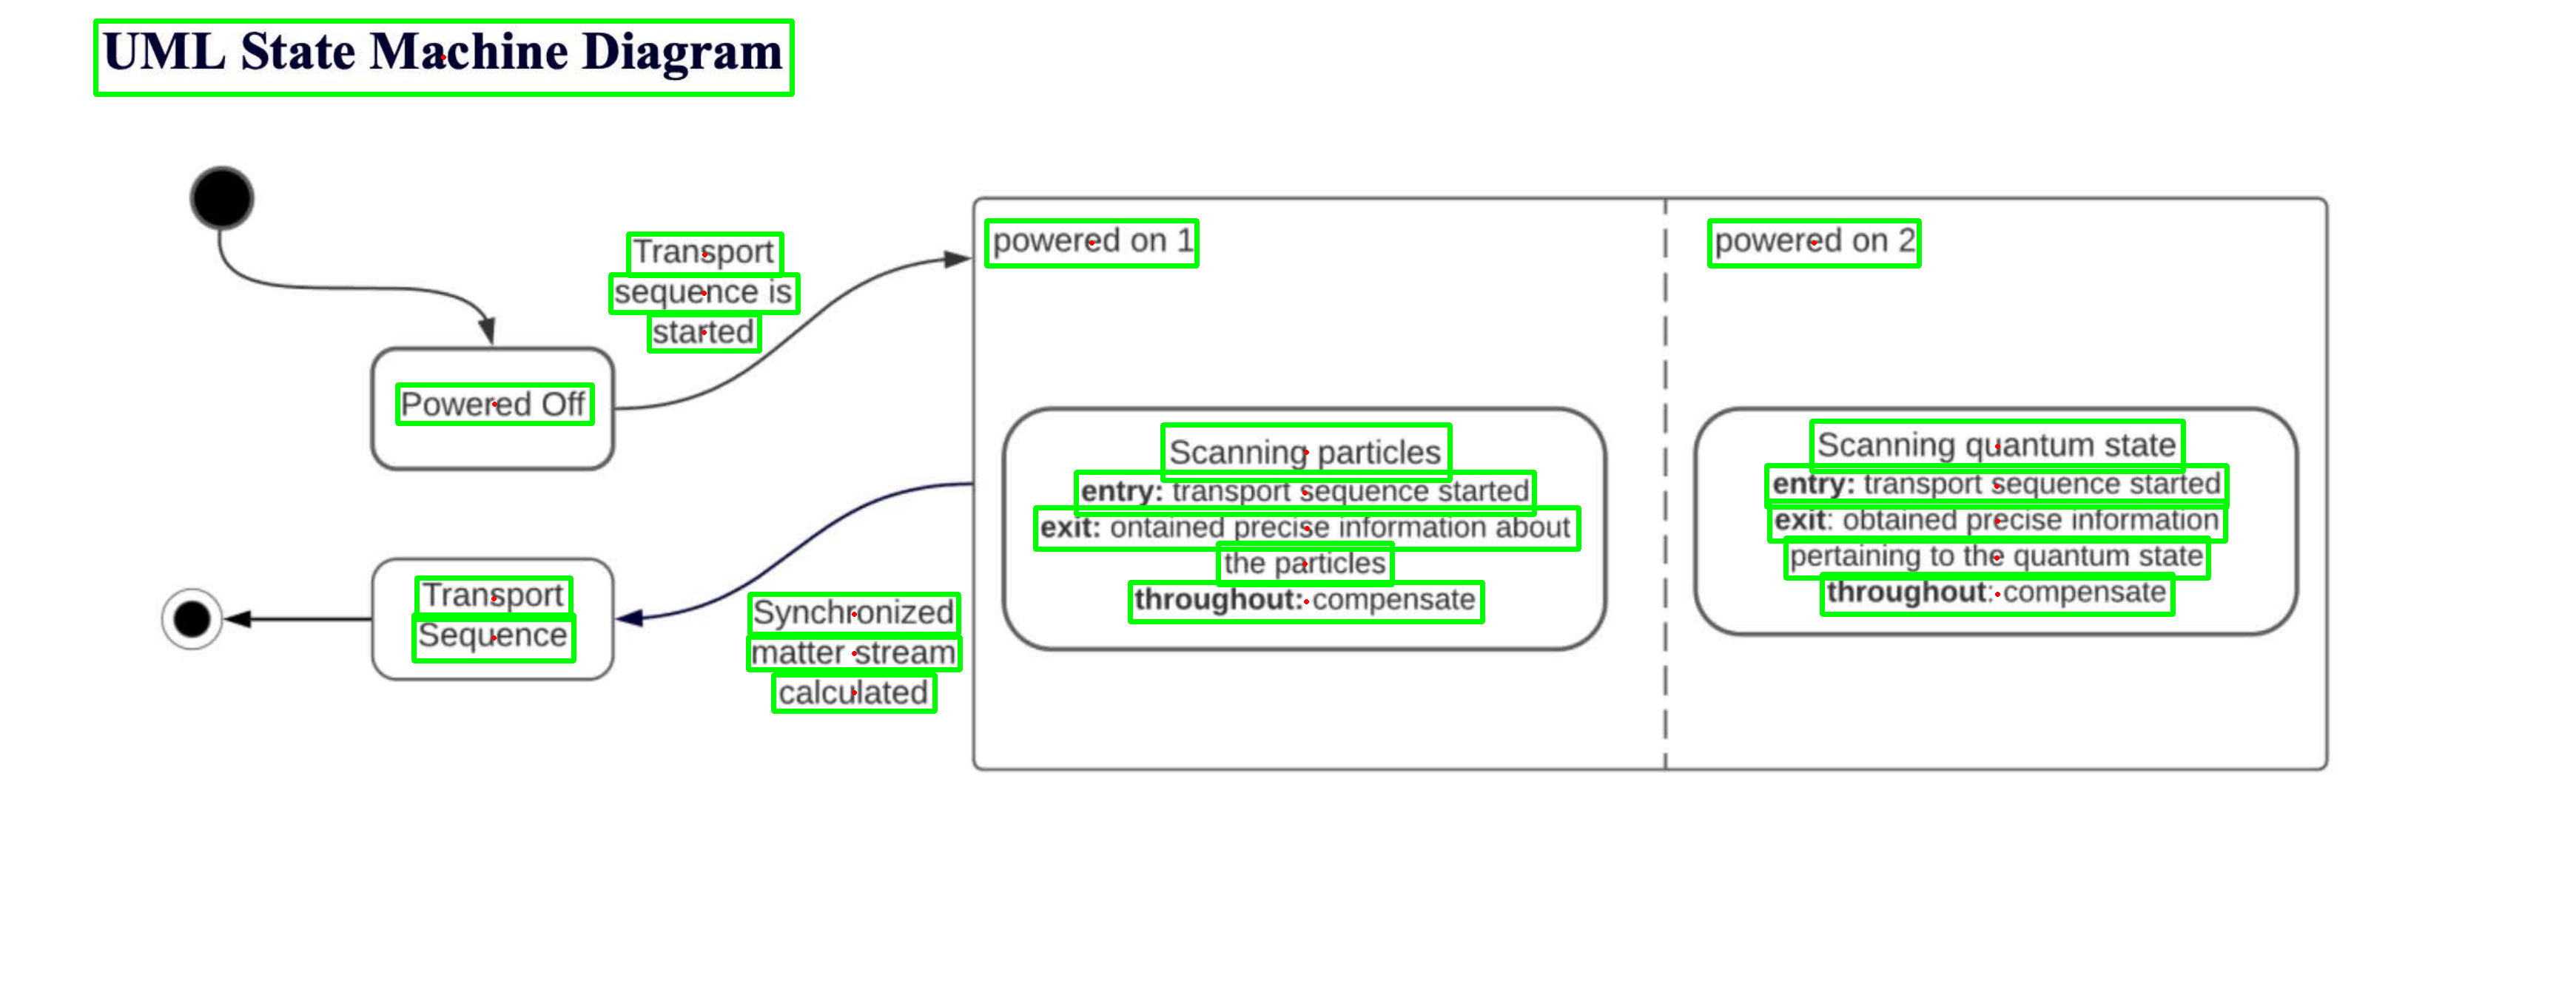 UML State Machine Diagram
Transport
sequence is
started
Powered Off
powered on 1
powered on 2
Scanning particles
entry: transport sequence started
exit: ontained precise information about
the particles
throughout: compensate
Scanning quantum state
entry: transport sequence started
exit: obtained precise information
pertaining to the quantum state
throughout: compensate
Transport
Sequence
Synchronized
matter stream
calculated